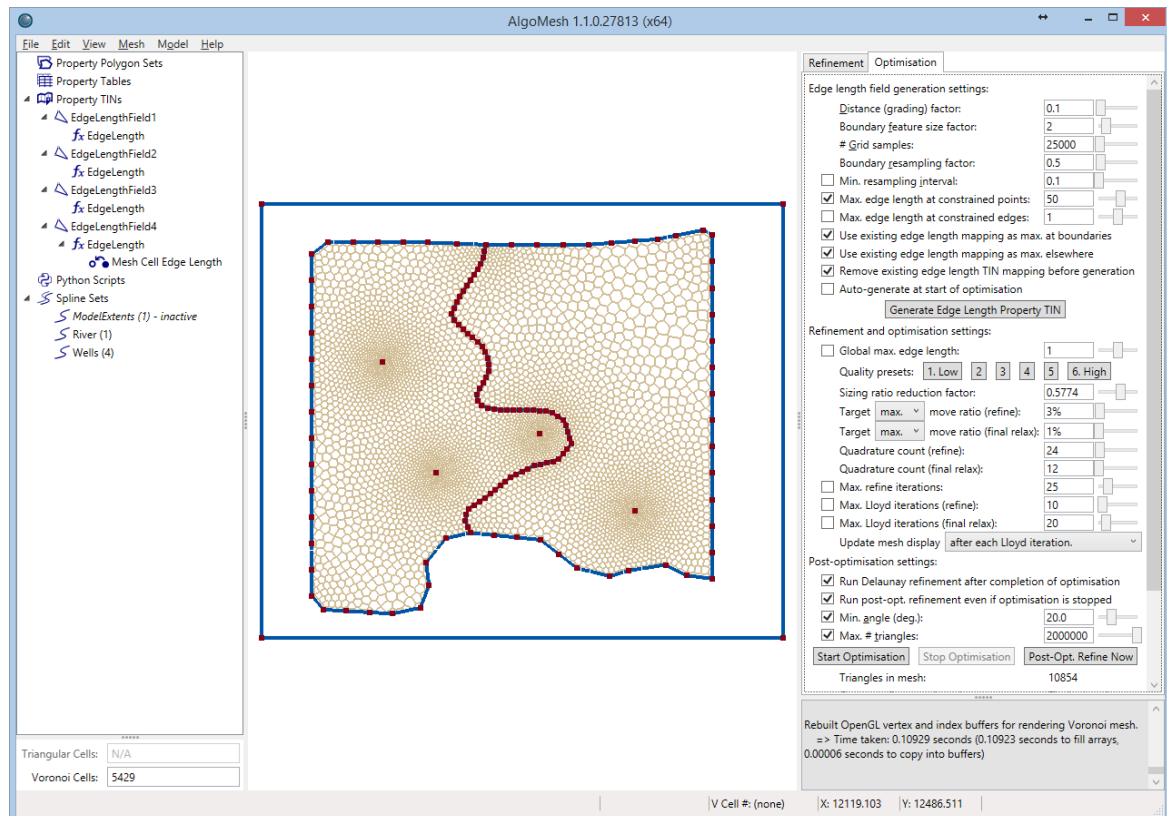 AlgoMesh 1.1.0.27813 (x64)
File Edit View Mesh Model Help
Property Polygon Sets
Property Tables
Property TINs
EdgeLengthField1
fx EdgeLength
EdgeLengthField2
fx EdgeLength
EdgeLengthField3
fx EdgeLength
EdgeLengthField4
fx EdgeLength
Mesh Cell Edge Length
Python Scripts
Spline Sets
ModelExtents (1) - inactive
River (1)
Wells (4)
Triangular Cells: N/A
Voronoi Cells: 5429
Refinement Optimisation
Edge length field generation settings:
Distance (grading) factor: 0.1
Boundary feature size factor: 2
# Grid samples: 25000
Boundary resampling factor: 0.5
Min. resampling interval: 0.1
Max. edge length at constrained points: 50
Max. edge length at constrained edges: 1
Use existing edge length mapping as max. at boundaries
Use existing edge length mapping as max. elsewhere
Remove existing edge length TIN mapping before generation
Auto-generate at start of optimisation
Generate Edge Length Property TIN
Refinement and optimisation settings:
Global max. edge length: 1
Quality presets: 1. Low 2 3 4 5 6. High
Sizing ratio reduction factor: 0.5774
Target max. move ratio (refine): 3%
Target max. move ratio (final relax): 1%
Quadrature count (refine): 24
Quadrature count (final relax): 12
Max. refine iterations: 25
Max. Lloyd iterations (refine): 10
Max. Lloyd iterations (final relax): 20
Update mesh display after each Lloyd iteration.
Post-optimisation settings:
Run Delaunay refinement after completion of optimisation
Run post-opt. refinement even if optimisation is stopped
Min. angle (deg.): 20.0
Max. # triangles: 2000000
Start Optimisation Stop Optimisation Post-Opt. Refine Now
Triangles in mesh: 10854
Rebuilt OpenGL vertex and index buffers for rendering Voronoi mesh.
=> Time taken: 0.10929 seconds (0.10923 seconds to fill arrays,
0.00006 seconds to copy into buffers)
V Cell #: (none) X: 12119.103 Y: 12486.511